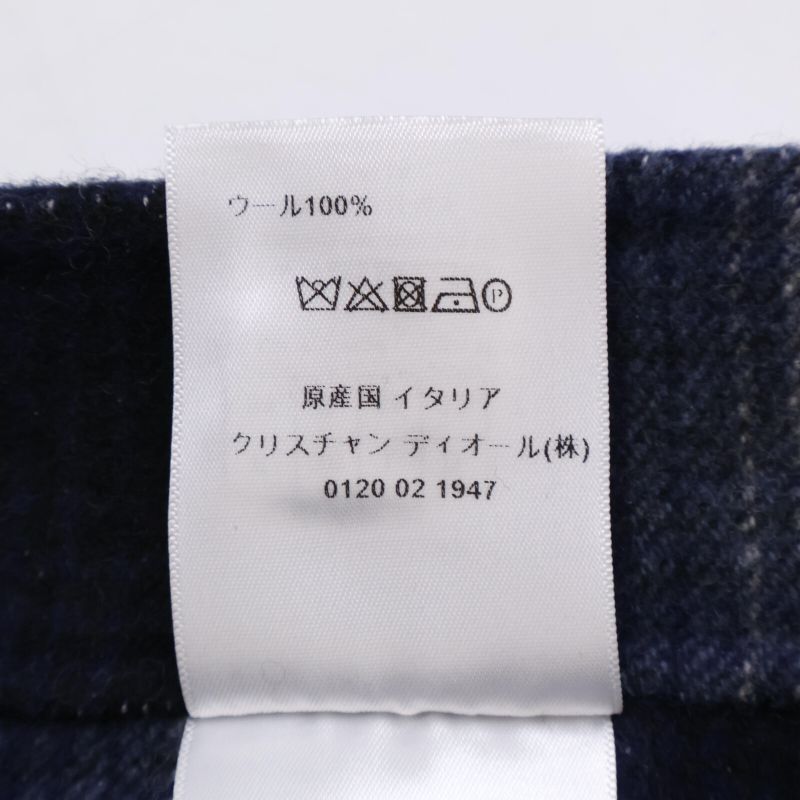 ウール100%
P
原産国 イタリア
クリスチャン ディオール(株)
0120 02 1947